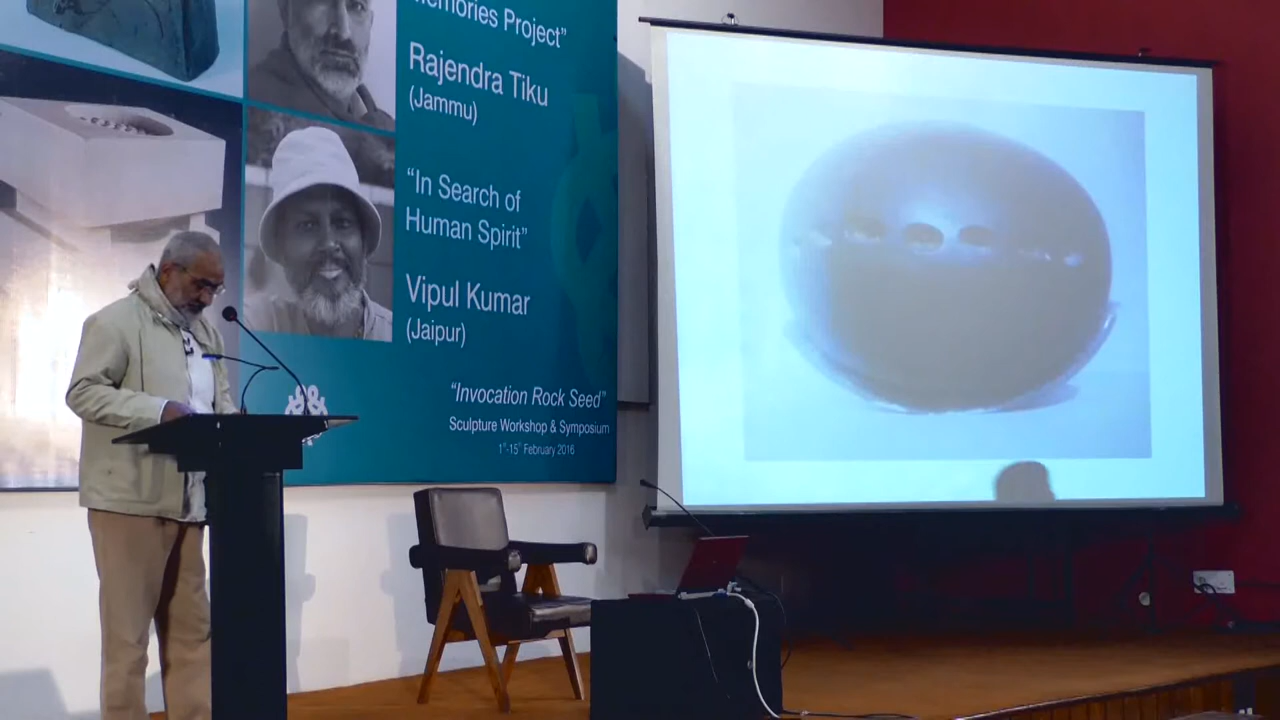 Memories Project”
Rajendra Tiku
(Jammu)
“In Search of
Human Spirit”
Vipul Kumar
(Jaipur)
“Invocation Rock Seed”
Sculpture Workshop & Symposium
1st-15th February 2016